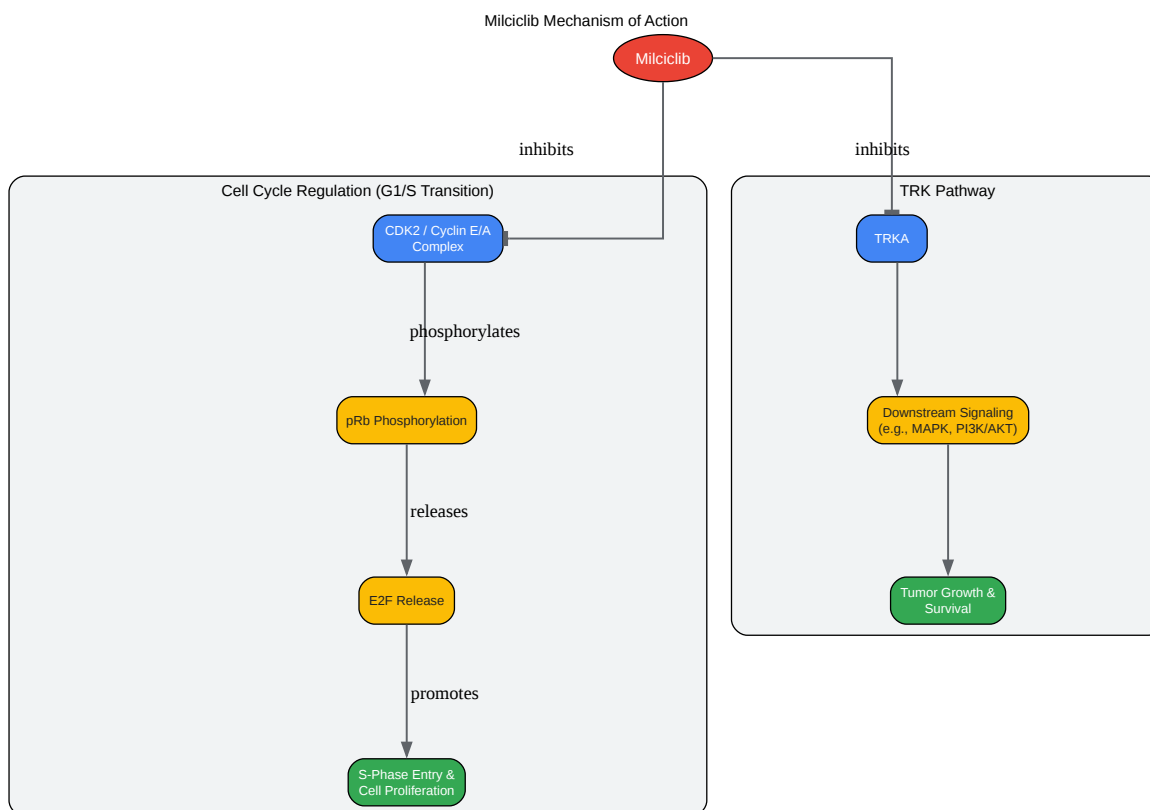 Milciclib Mechanism of Action
Milciclib
inhibits
inhibits
Cell Cycle Regulation (G1/S Transition)
TRK Pathway
CDK2 / Cyclin E/A
Complex
TRKA
phosphorylates
pRb Phosphorylation
Downstream Signaling
(e.g., MAPK, PI3K/AKT)
releases
E2F Release
Tumor Growth &
Survival
promotes
S-Phase Entry &
Cell Proliferation